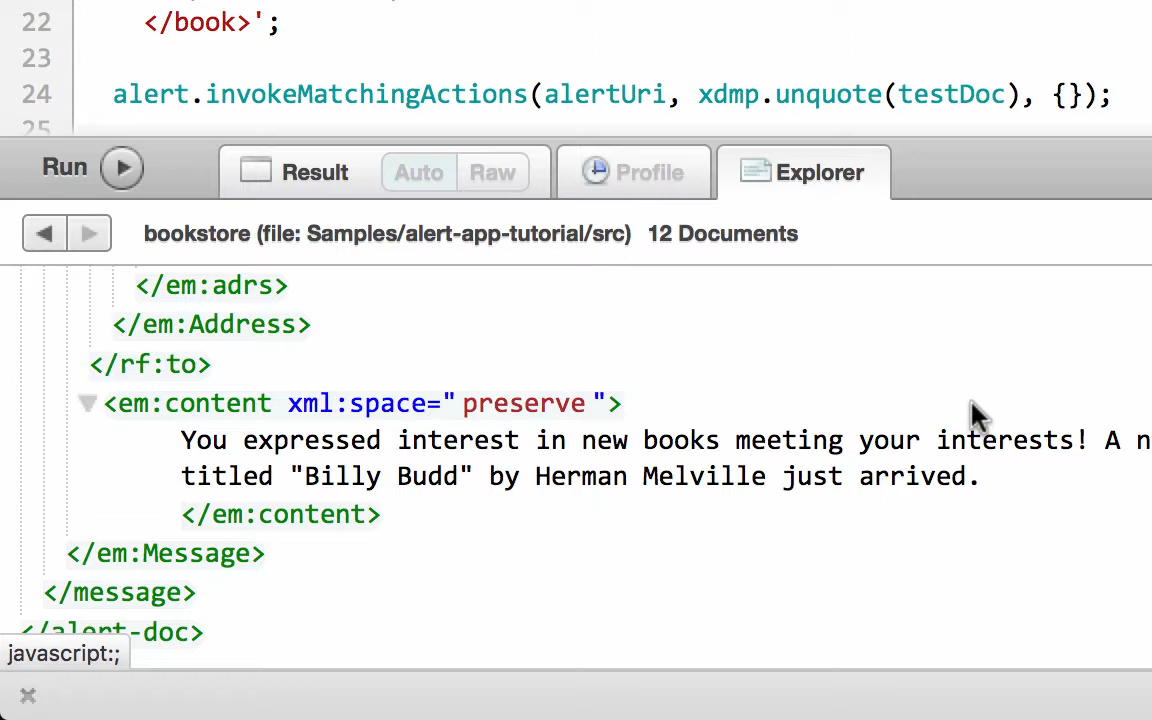 22 </book>';
23
24 alert.invokeMatchingActions(alertUri, xdmp.unquote(testDoc), {});
25
Run Result Auto Raw Profile Explorer
bookstore (file: Samples/alert-app-tutorial/src) 12 Documents
</em:adrs>
</em:Address>
</rf:to>
<em:content xml:space="preserve">
You expressed interest in new books meeting your interests! A n
titled "Billy Budd" by Herman Melville just arrived.
</em:content>
</em:Message>
</message>
</alert-doc>
javascript:;